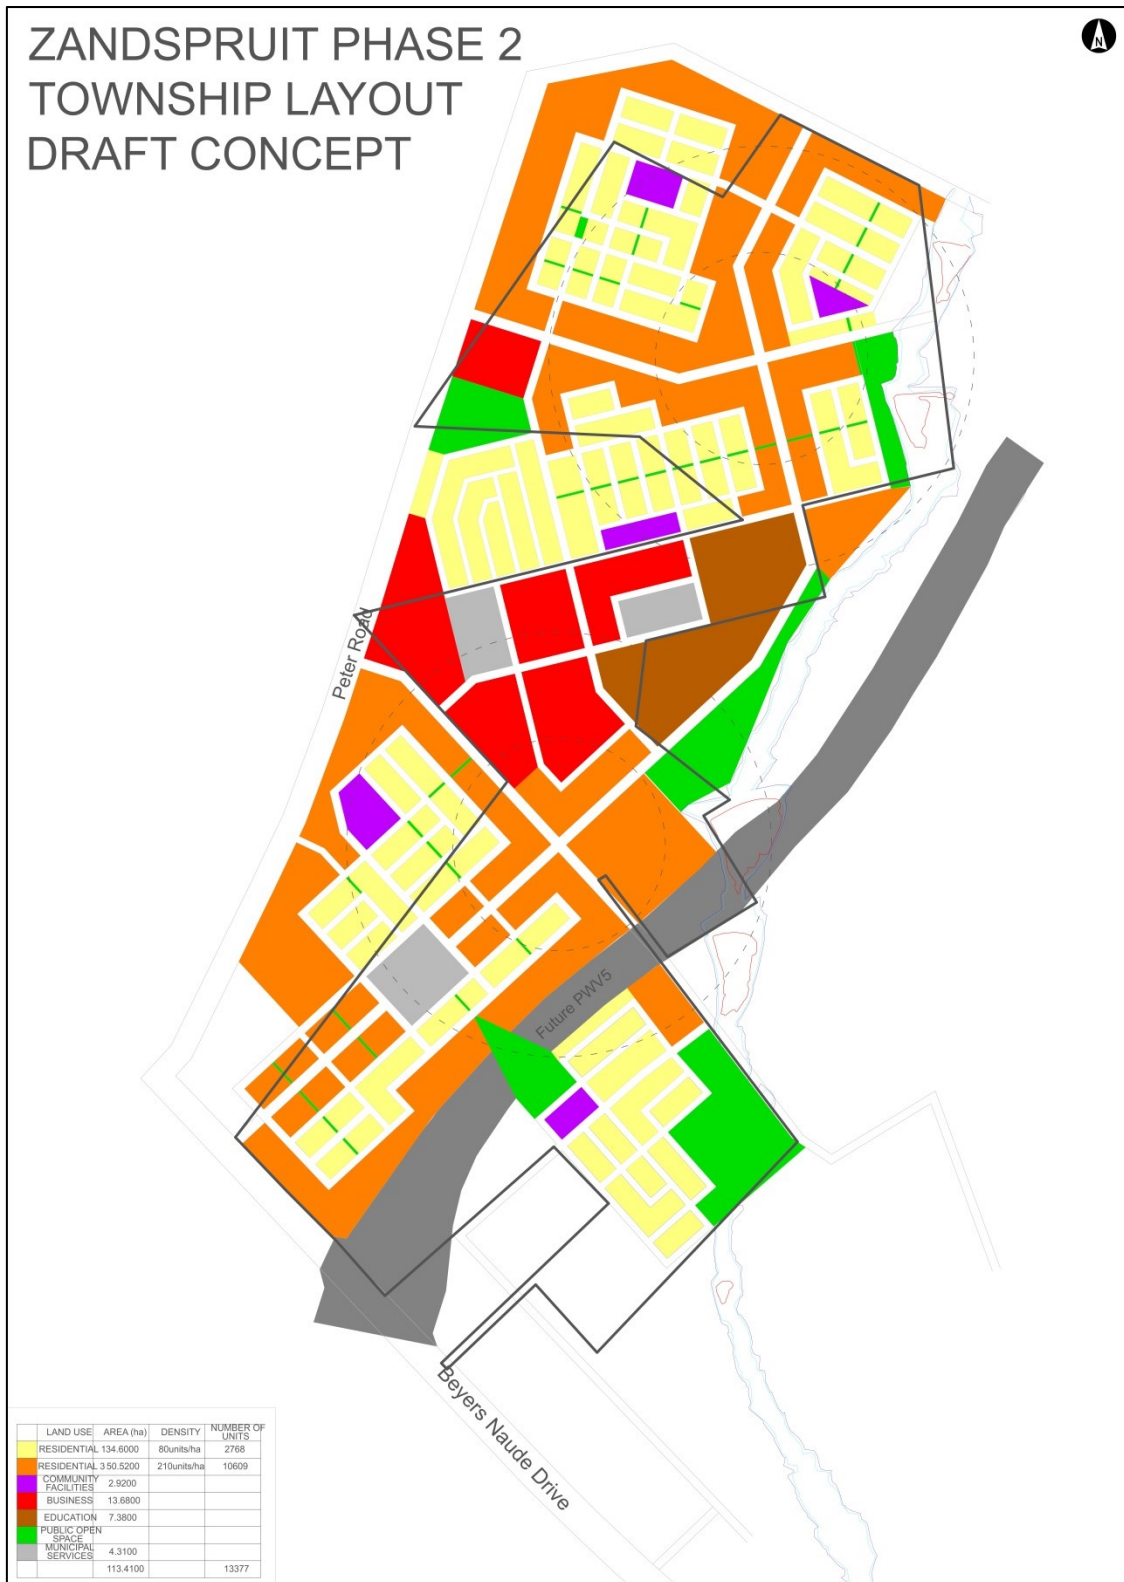 ZANDSPRUIT PHASE 2
TOWNSHIP LAYOUT
DRAFT CONCEPT
N
Peter Road
Future PWV5
Beyers Naude Drive
LAND USE AREA (ha) DENSITY NUMBER OF UNITS
RESIDENTIAL 1 34.6000 80units/ha 2768
RESIDENTIAL 3 50.5200 210units/ha 10609
COMMUNITY FACILITIES 2.9200
BUSINESS 13.6800
EDUCATION 7.3800
PUBLIC OPEN SPACE
MUNICIPAL SERVICES 4.3100
113.4100 13377